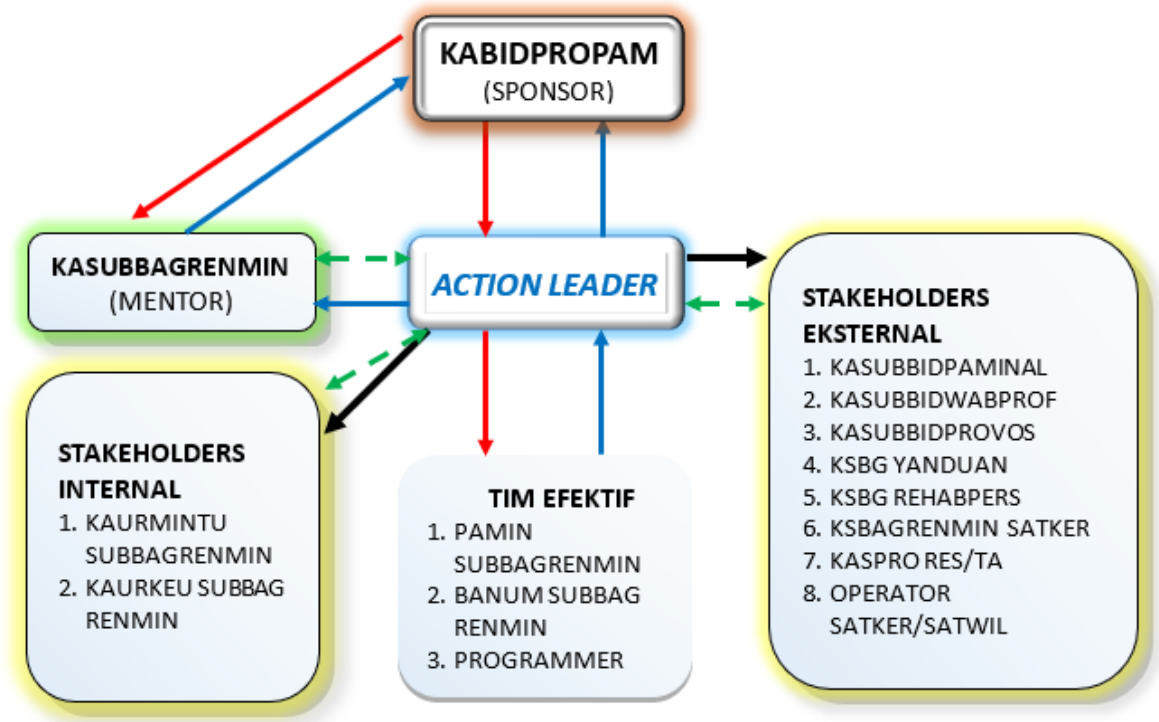 KABIDPROPAM
(SPONSOR)
KASUBBAGRENMIN
(MENTOR)
ACTION LEADER
STAKEHOLDERS
INTERNAL
1. KAURMINTU
SUBBAGRENMIN
2. KAURKEU SUBBAG
RENMIN
TIM EFEKTIF
1. PAMIN
SUBBAGRENMIN
2. BANUM SUBBAG
RENMIN
3. PROGRAMMER
STAKEHOLDERS
EKSTERNAL
1. KASUBBIDPAMINAL
2. KASUBBIDWABPROF
3. KASUBBIDPROVOS
4. KSBG YANDUAN
5. KSBG REHABPERS
6. KSBAGRENMIN SATKER
7. KASPRO RES/TA
8. OPERATOR
SATKER/SATWIL